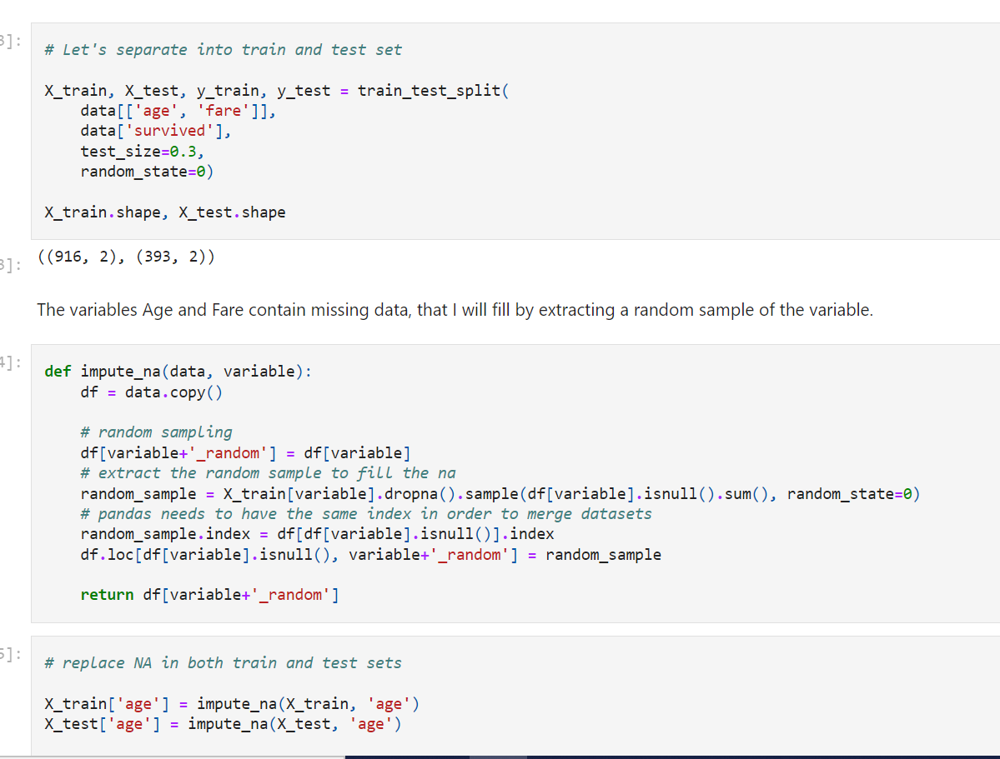 3]:
# Let's separate into train and test set
X_train, X_test, y_train, y_test = train_test_split(
    data[['age', 'fare']],
    data['survived'],
    test_size=0.3,
    random_state=0)
X_train.shape, X_test.shape
3]:
((916, 2), (393, 2))
The variables Age and Fare contain missing data, that I will fill by extracting a random sample of the variable.
4]:
def impute_na(data, variable):
    df = data.copy()
    # random sampling
    df[variable+'_random'] = df[variable]
    # extract the random sample to fill the na
    random_sample = X_train[variable].dropna().sample(df[variable].isnull().sum(), random_state=0)
    # pandas needs to have the same index in order to merge datasets
    random_sample.index = df[df[variable].isnull()].index
    df.loc[df[variable].isnull(), variable+'_random'] = random_sample
    return df[variable+'_random']
5]:
# replace NA in both train and test sets
X_train['age'] = impute_na(X_train, 'age')
X_test['age'] = impute_na(X_test, 'age')